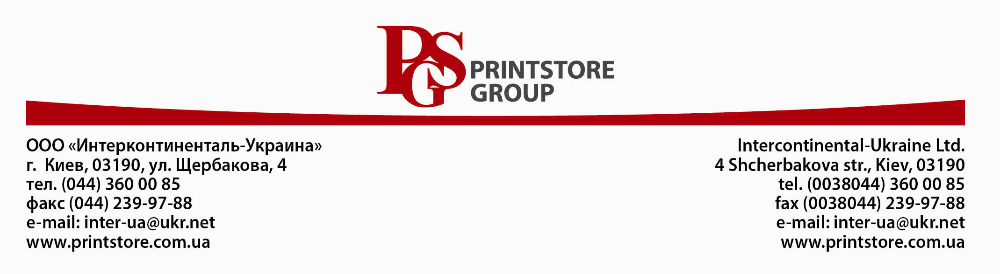 PSG
PRINTSTORE
GROUP
ООО «Интерконтиненталь-Украина»
г. Киев, 03190, ул. Щербакова, 4
тел. (044) 360 00 85
факс (044) 239-97-88
e-mail: inter-ua@ukr.net
www.printstore.com.ua
Intercontinental-Ukraine Ltd.
4 Shcherbakova str., Kiev, 03190
tel. (0038044) 360 00 85
fax (0038044) 239-97-88
e-mail: inter-ua@ukr.net
www.printstore.com.ua